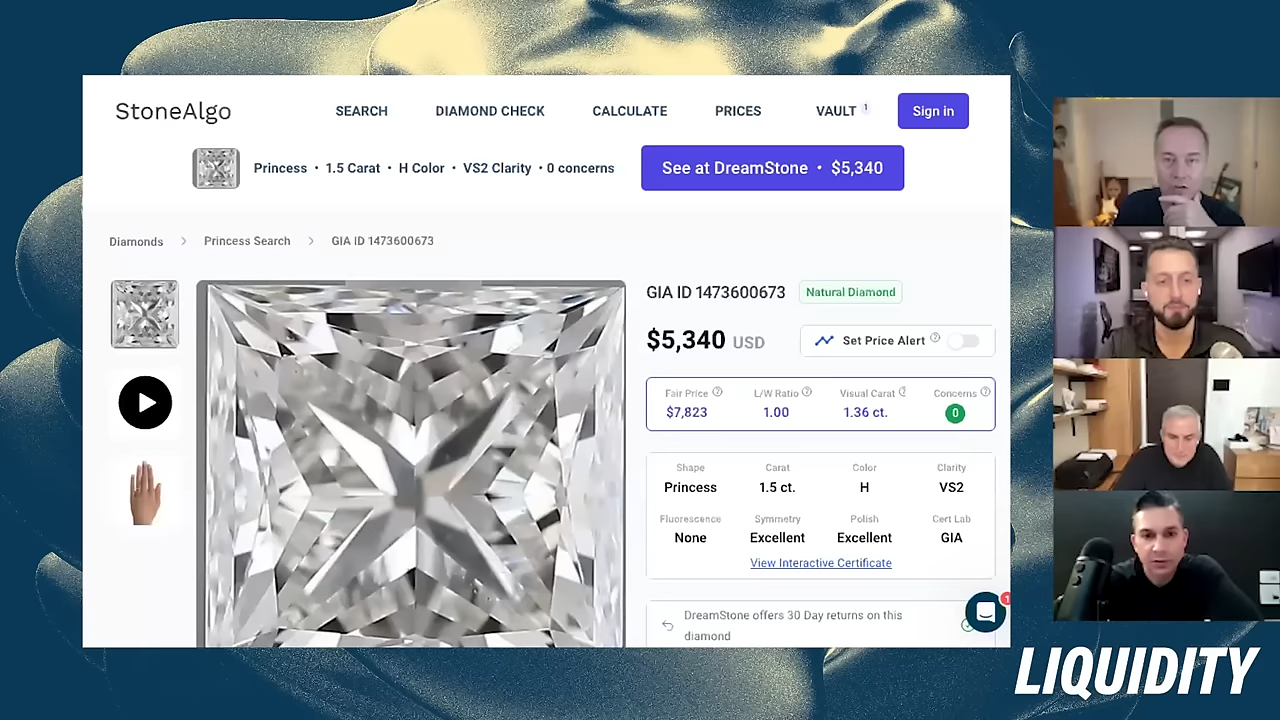 StoneAlgo
SEARCH DIAMOND CHECK CALCULATE PRICES VAULT 1 Sign in
Princess • 1.5 Carat • H Color • VS2 Clarity • 0 concerns See at DreamStone • $5,340
Diamonds > Princess Search > GIA ID 1473600673
GIA ID 1473600673 Natural Diamond
$5,340 USD Set Price Alert ?
Fair Price ? L/W Ratio ? Visual Carat ? Concerns ?
$7,823 1.00 1.36 ct. 0
Shape Carat Color Clarity
Princess 1.5 ct. H VS2
Fluorescence Symmetry Polish Cert Lab
None Excellent Excellent GIA
View Interactive Certificate
1
DreamStone offers 30 Day returns on this
diamond
LIQUIDITY